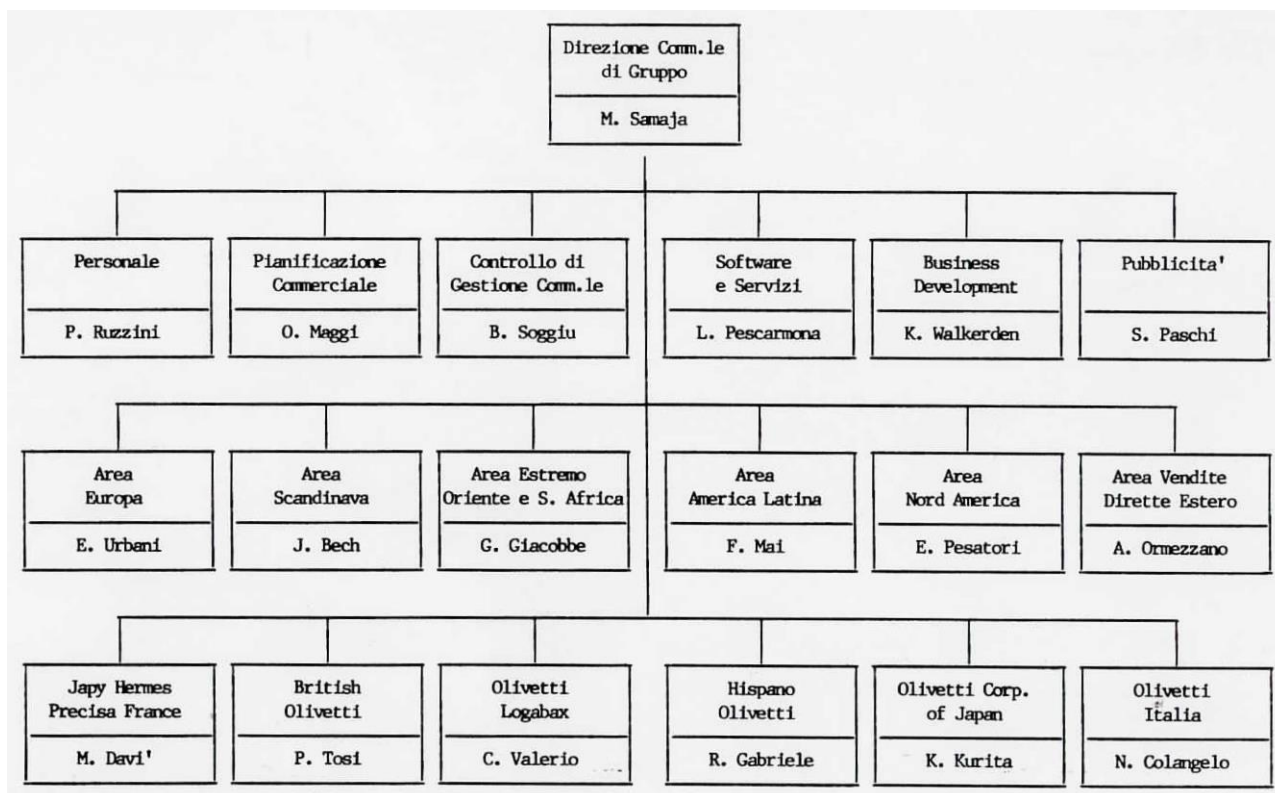 Direzione Comm.le
di Gruppo
M. Samaja
Personale
P. Ruzzini
Pianificazione
Commerciale
O. Maggi
Controllo di
Gestione Comm.le
B. Soggiu
Software
e Servizi
L. Pescarmona
Business
Development
K. Walkerden
Pubblicita'
S. Paschi
Area
Europa
E. Urbani
Area
Scandinava
J. Bech
Area Estremo
Oriente e S. Africa
G. Giacobbe
Area
America Latina
F. Mai
Area
Nord America
E. Pesatori
Area Vendite
Dirette Estero
A. Ormezzano
Japy Hermes
Precisa France
M. Davi'
British
Olivetti
P. Tosi
Olivetti
Logabax
C. Valerio
Hispano
Olivetti
R. Gabriele
Olivetti Corp.
of Japan
K. Kurita
Olivetti
Italia
N. Colangelo